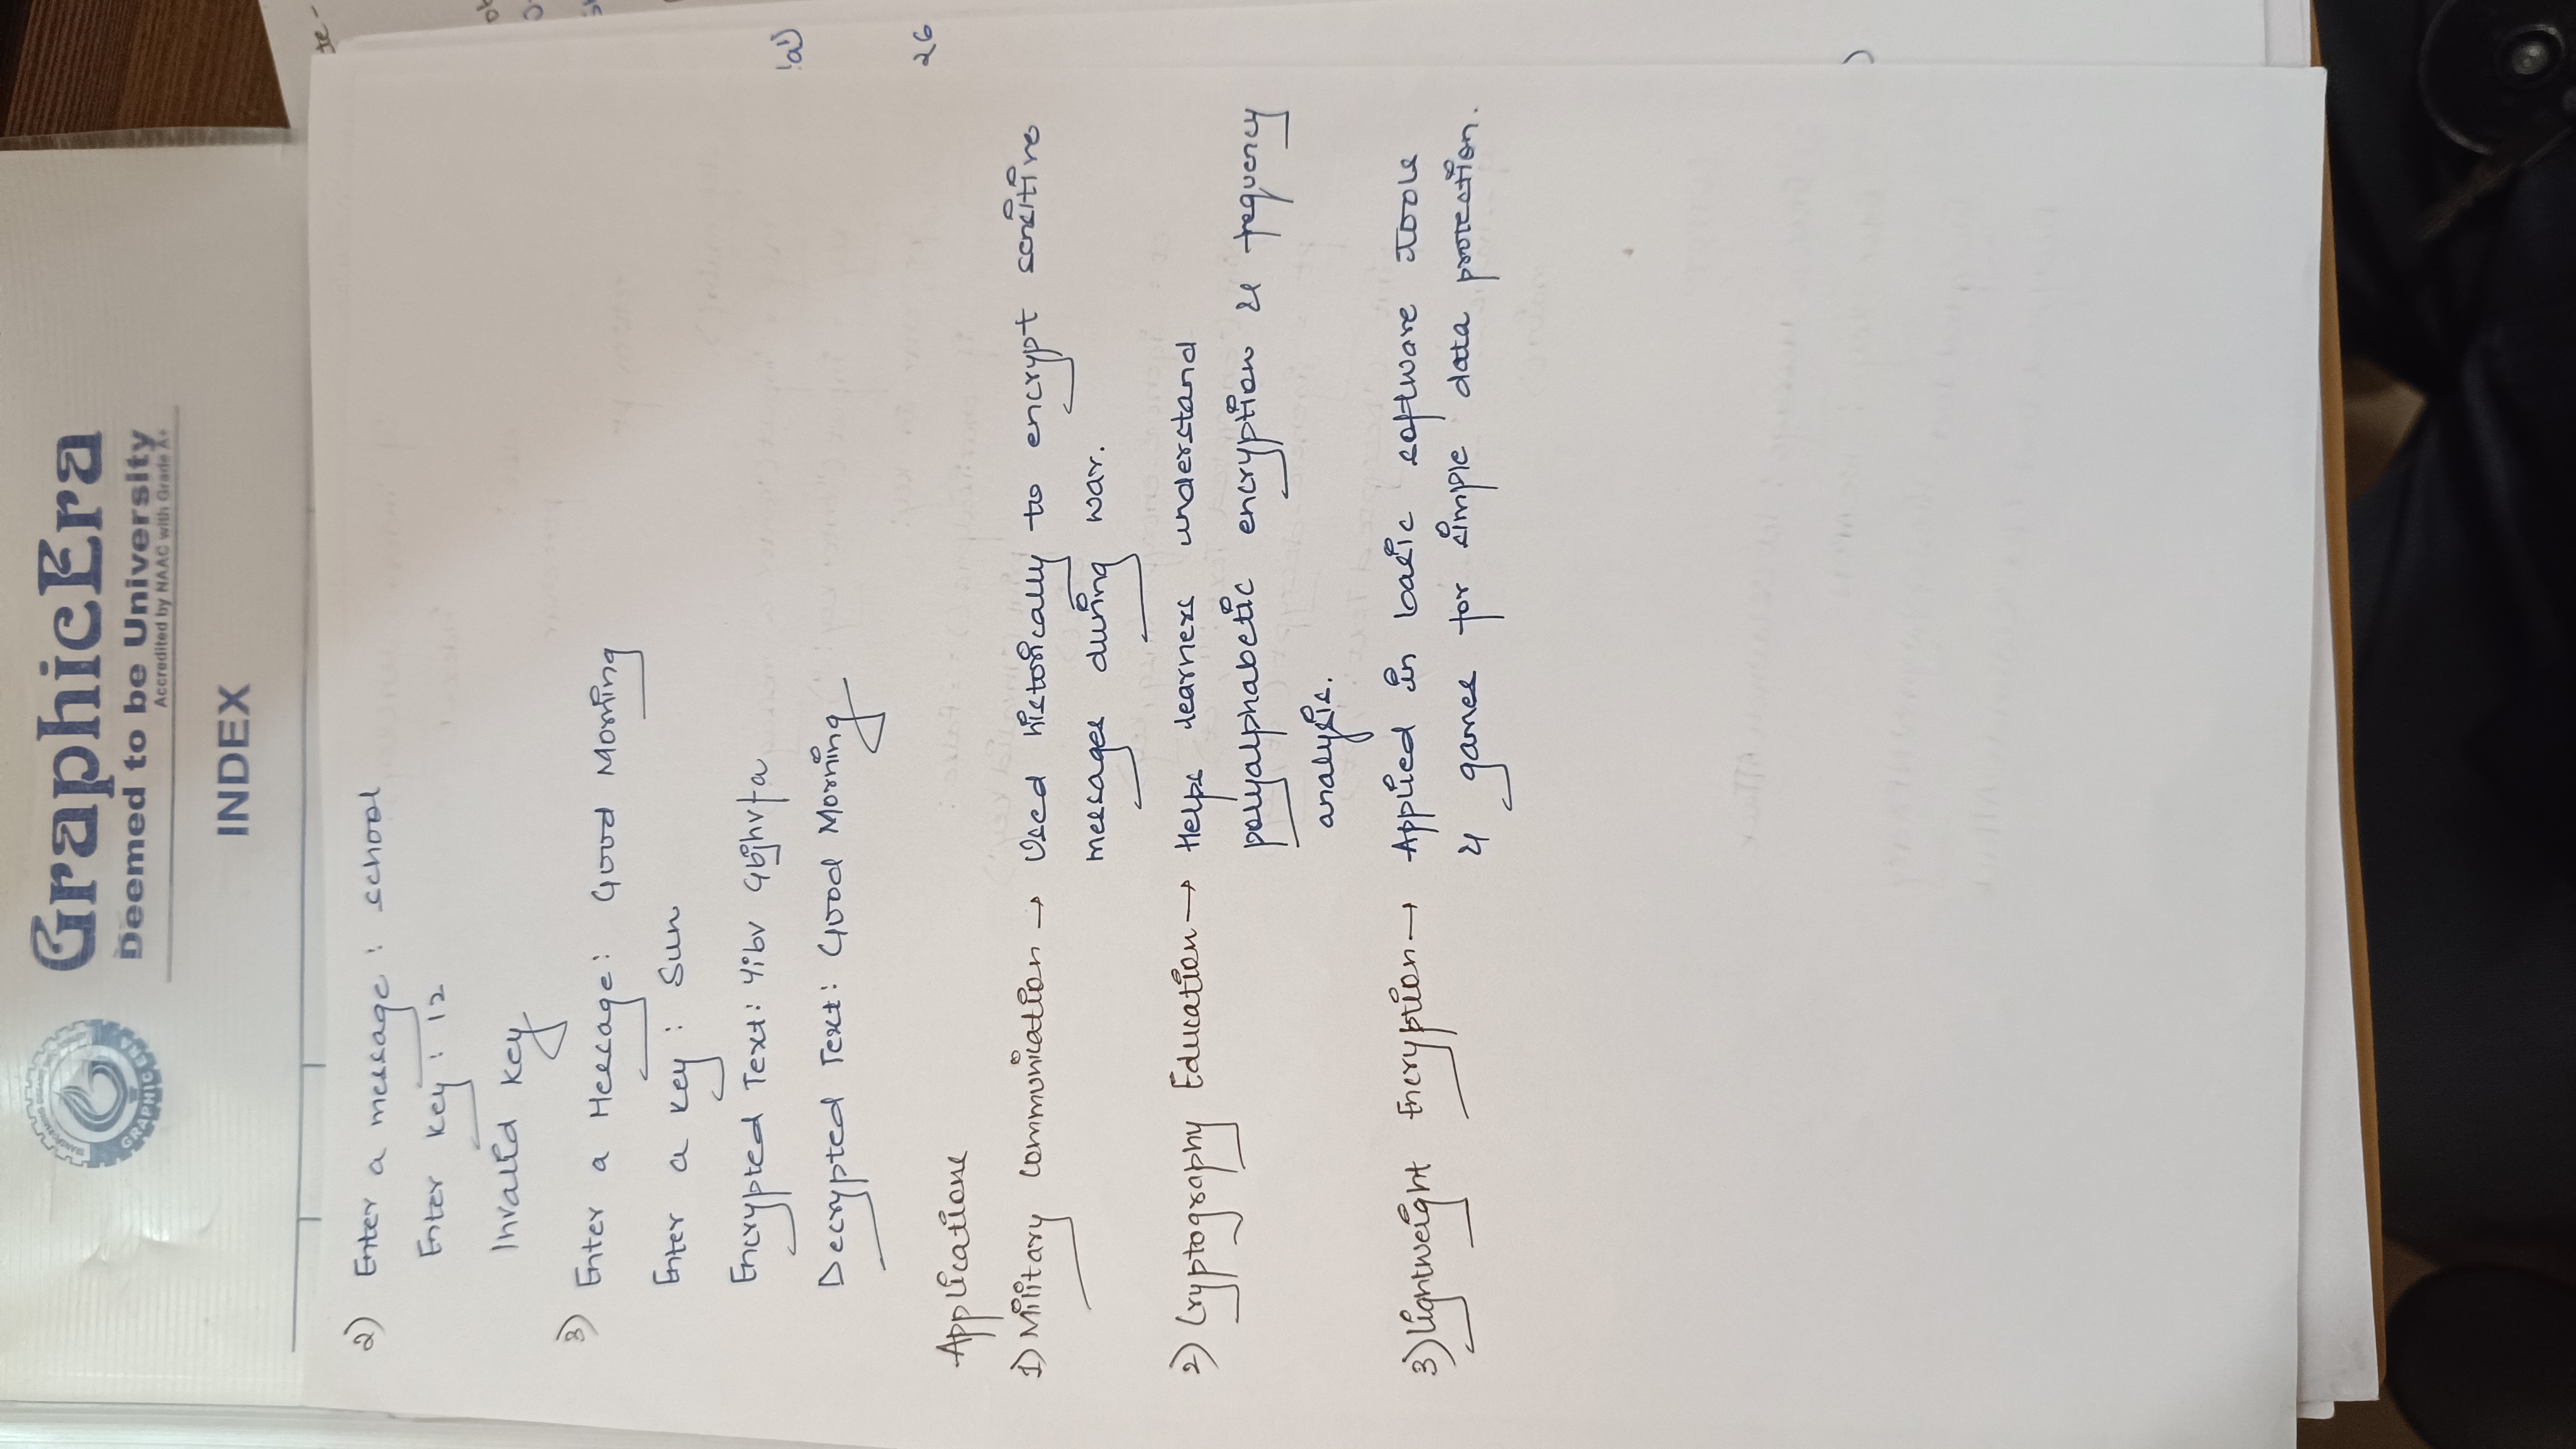 GraphicEra
Deemed to be University
Accredited by NAAC with Grade A+
INDEX
2) Enter a message : school
Enter key : 12
Invalid key
3) Enter a Message : Good Morning
Enter a key : Sun
Encrypted Text : Yibv Gbjhvfa
Decrypted Text : Good Morning
Applications
1) Military Communication → Used historically to encrypt sensitive
messages during war.
2) Cryptography Education → Helps learners understand
polyalphabetic encryption & frequency
analysis.
3) Lightweight Encryption → Applied in basic software tools
& games for simple data protection.
26